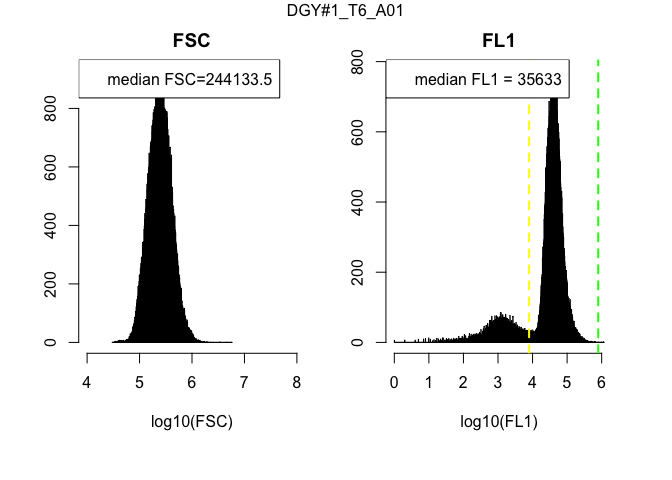 DGY#1_T6_A01
FSC
median FSC=244133.5
0
200
400
600
800
4 5 6 7 8
log10(FSC)
FL1
median FL1 = 35633
0
200
400
600
800
0 1 2 3 4 5 6
log10(FL1)